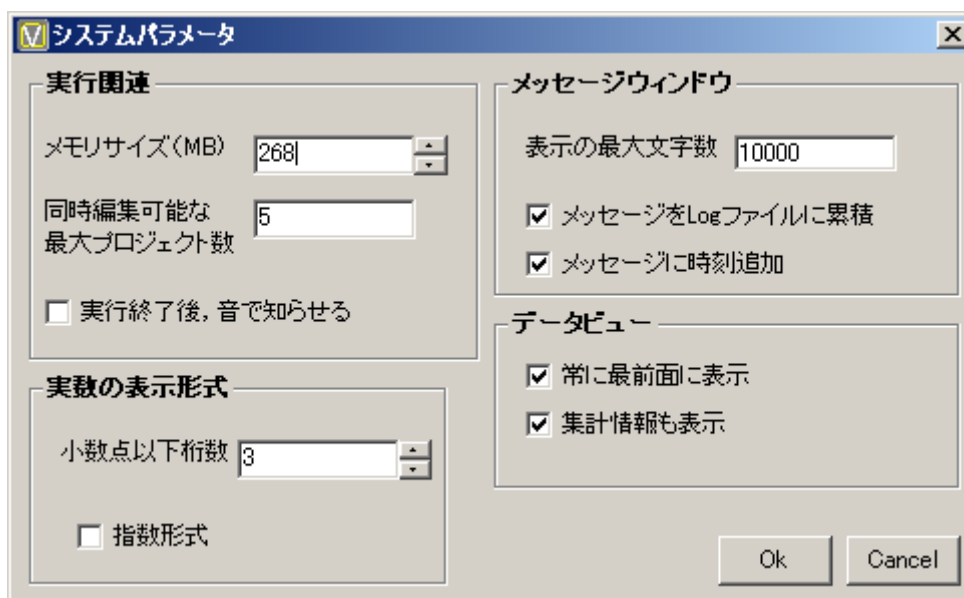 システムパラメータ
実行関連
メモリサイズ(MB) 268
同時編集可能な
最大プロジェクト数 5
実行終了後，音で知らせる
実数の表示形式
小数点以下桁数 3
指数形式
メッセージウィンドウ
表示の最大文字数 10000
メッセージをLogファイルに累積
メッセージに時刻追加
データビュー
常に最前面に表示
集計情報も表示
Ok Cancel